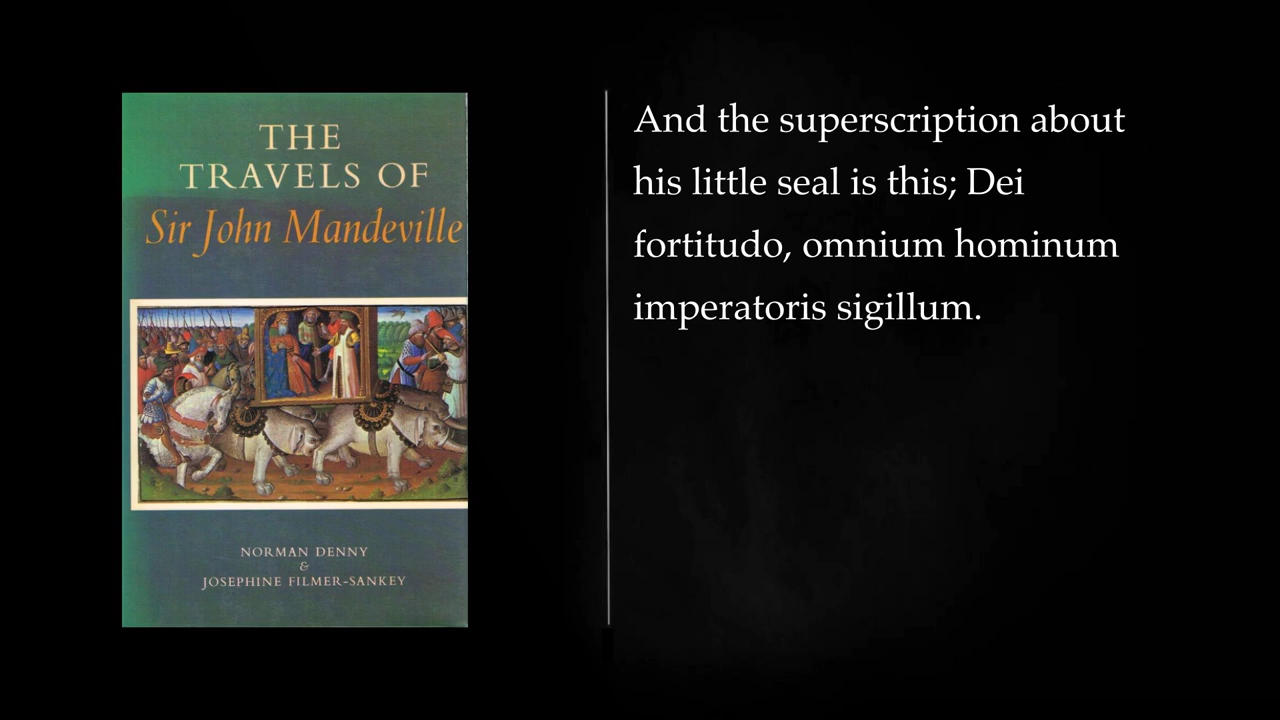 THE
TRAVELS OF
Sir John Mandeville
NORMAN DENNY
&
JOSEPHINE FILMER-SANKEY
And the superscription about
his little seal is this; Dei
fortitudo, omnium hominum
imperatoris sigillum.